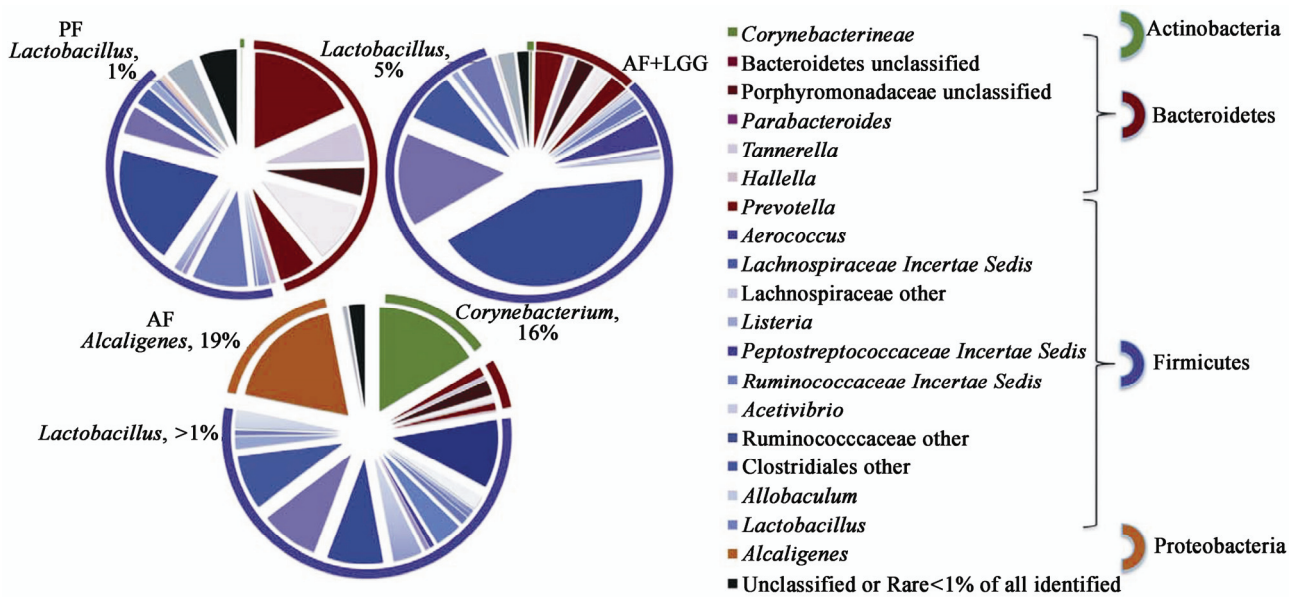 PF
Lactobacillus,
1%
Lactobacillus,
5%
AF+LGG
AF
Alcaligenes, 19%
Corynebacterium,
16%
Lactobacillus, >1%
Corynebacterineae
Bacteroidetes unclassified
Porphyromonadaceae unclassified
Parabacteroides
Tannerella
Hallella
Prevotella
Aerococcus
Lachnospiraceae Incertae Sedis
Lachnospiraceae other
Listeria
Peptostreptococcaceae Incertae Sedis
Ruminococcaceae Incertae Sedis
Acetivibrio
Ruminococccaceae other
Clostridiales other
Allobaculum
Lactobacillus
Alcaligenes
Unclassified or Rare<1% of all identified
Actinobacteria
Bacteroidetes
Firmicutes
Proteobacteria